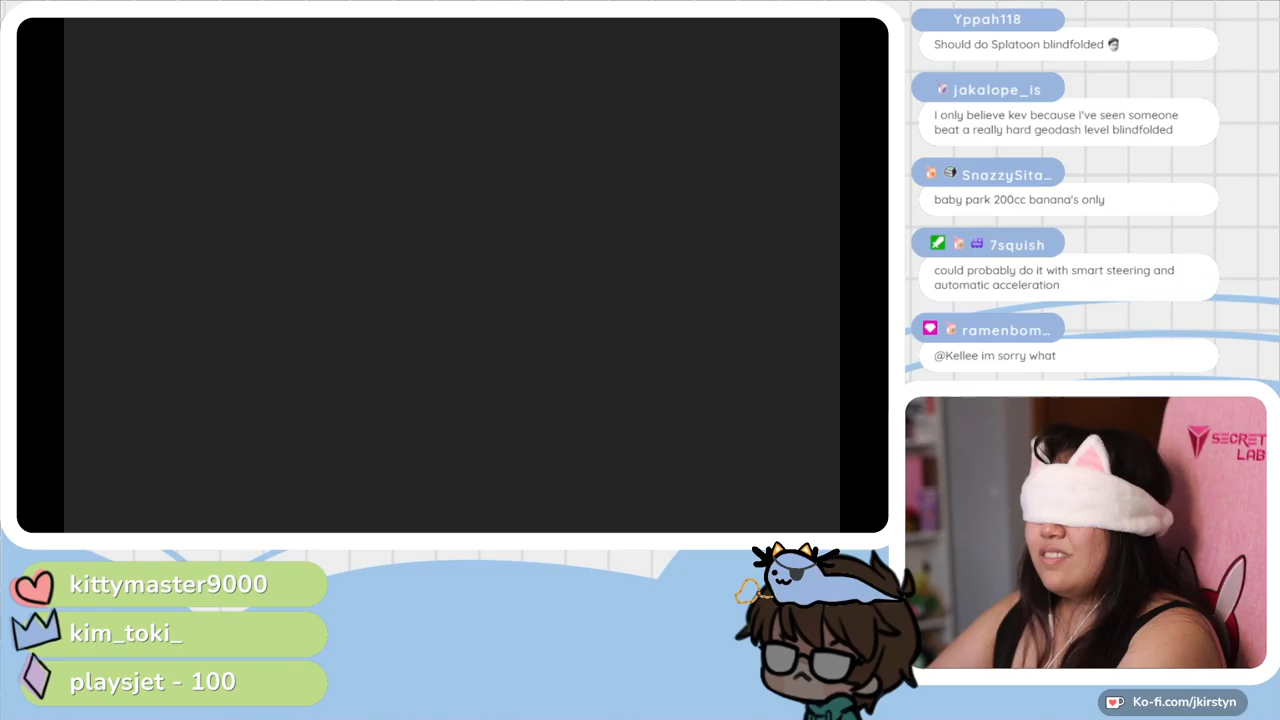 Yppah118
Should do Splatoon blindfolded
jakalope_is
I only believe kev because I've seen someone
beat a really hard geodash level blindfolded
SnazzySita…
baby park 200cc banana's only
7squish
could probably do it with smart steering and
automatic acceleration
ramenbom…
@Kellee im sorry what
SECRET
LAB
kittymaster9000
kim_toki_
playsjet - 100
Ko-fi.com/jkirstyn